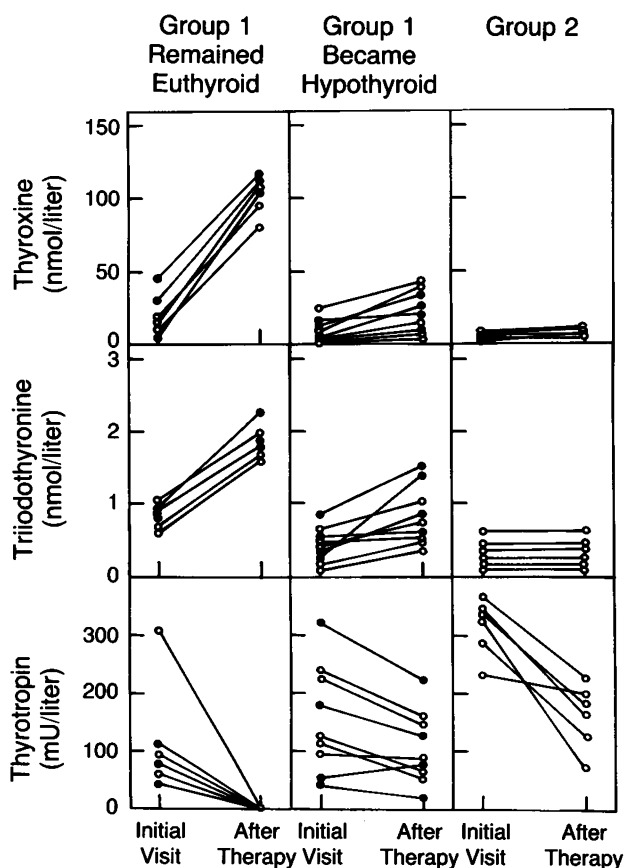 Group 1
Remained
Euthyroid
Group 1
Became
Hypothyroid
Group 2
Thyroxine
(nmol/liter)
150
100
50
0
Triiodothyronine
(nmol/liter)
3
2
1
0
Thyrotropin
(mU/liter)
300
200
100
0
Initial
Visit
After
Therapy
Initial
Visit
After
Therapy
Initial
Visit
After
Therapy